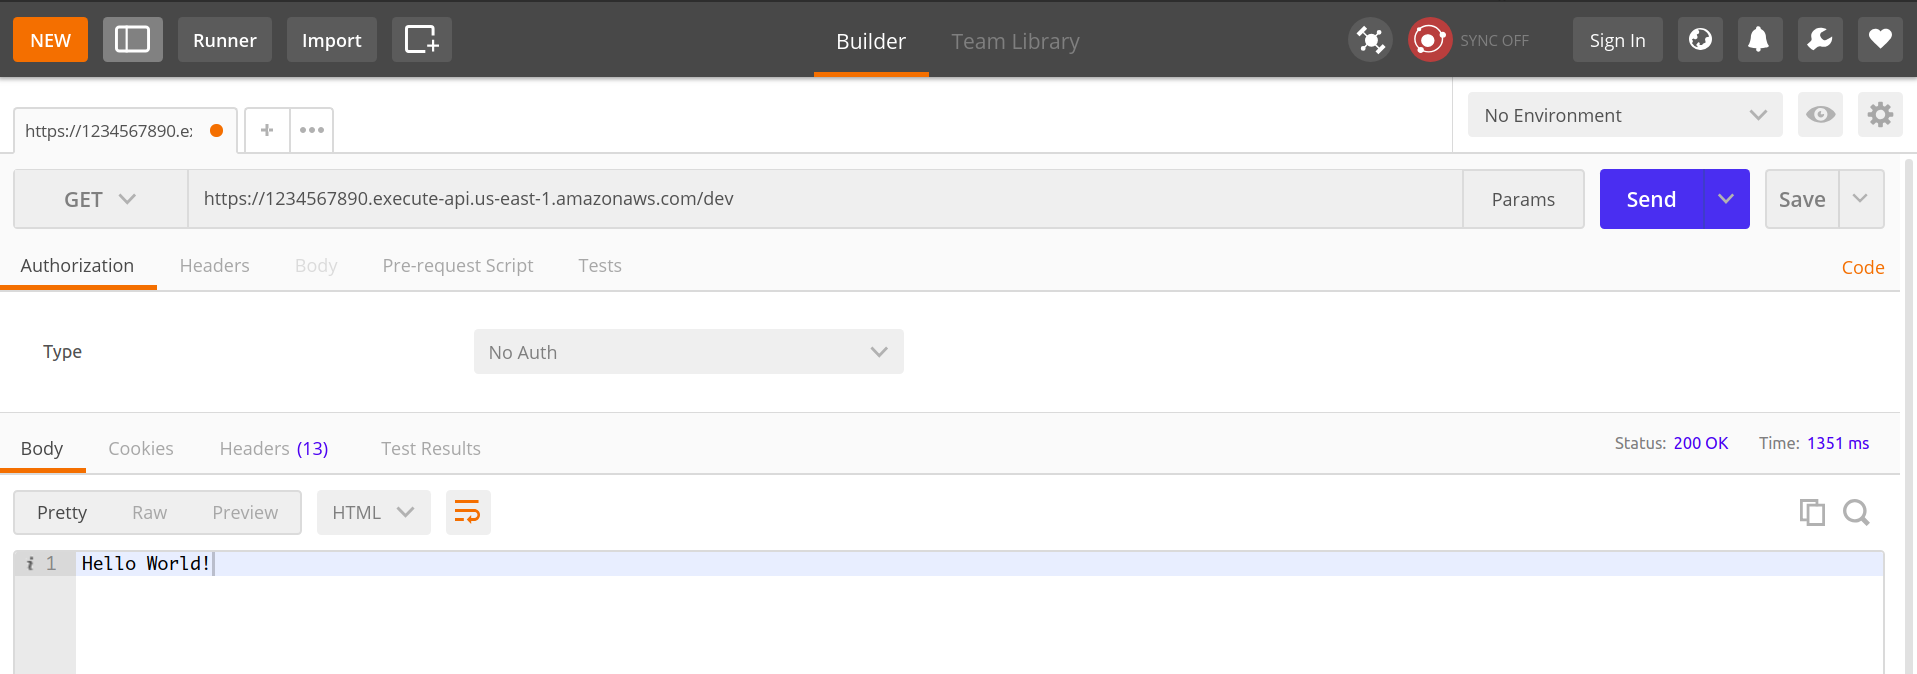 NEW Runner Import Builder Team Library SYNC OFF Sign In
https://1234567890.ex No Environment
GET https://1234567890.execute-api.us-east-1.amazonaws.com/dev Params Send Save
Authorization Headers Body Pre-request Script Tests Code
Type No Auth
Body Cookies Headers (13) Test Results Status: 200 OK Time: 1351 ms
Pretty Raw Preview HTML
i 1 Hello World!